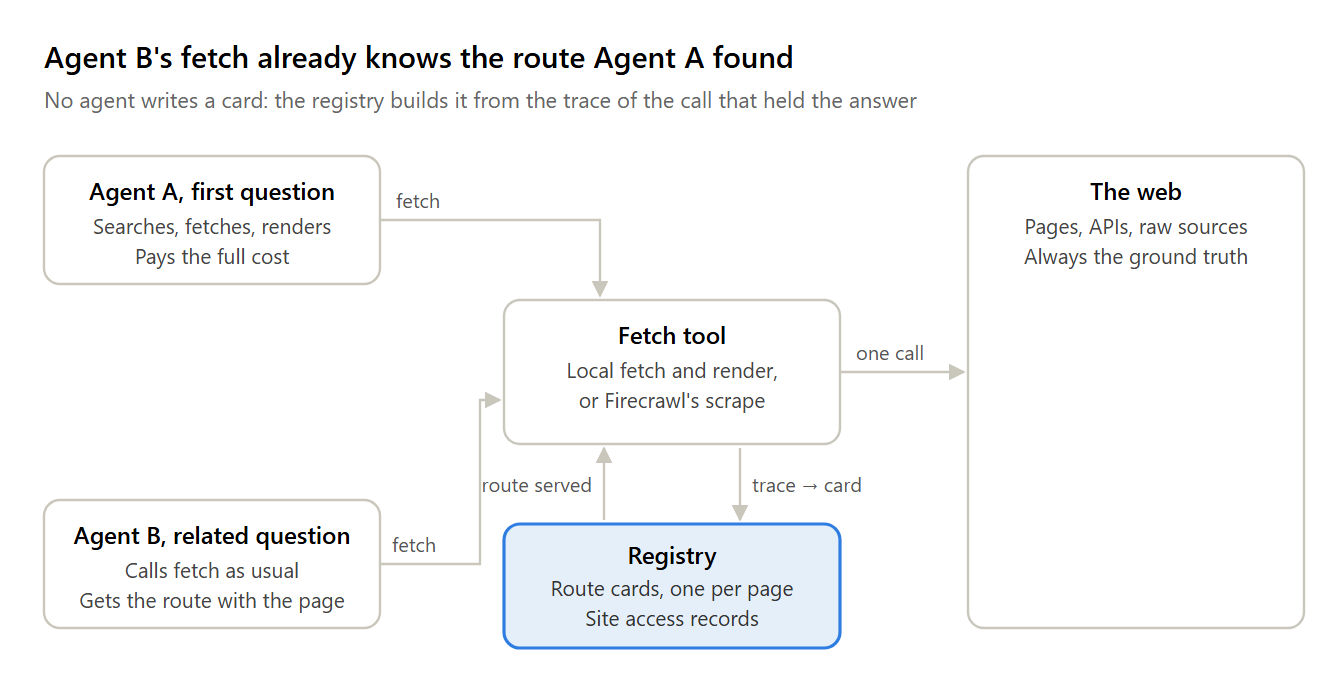 Agent B's fetch already knows the route Agent A found
No agent writes a card: the registry builds it from the trace of the call that held the answer
Agent A, first question
Searches, fetches, renders
Pays the full cost
fetch
The web
Pages, APIs, raw sources
Always the ground truth
Fetch tool
Local fetch and render,
or Firecrawl's scrape
one call
route served
trace → card
Agent B, related question
Calls fetch as usual
Gets the route with the page
fetch
Registry
Route cards, one per page
Site access records